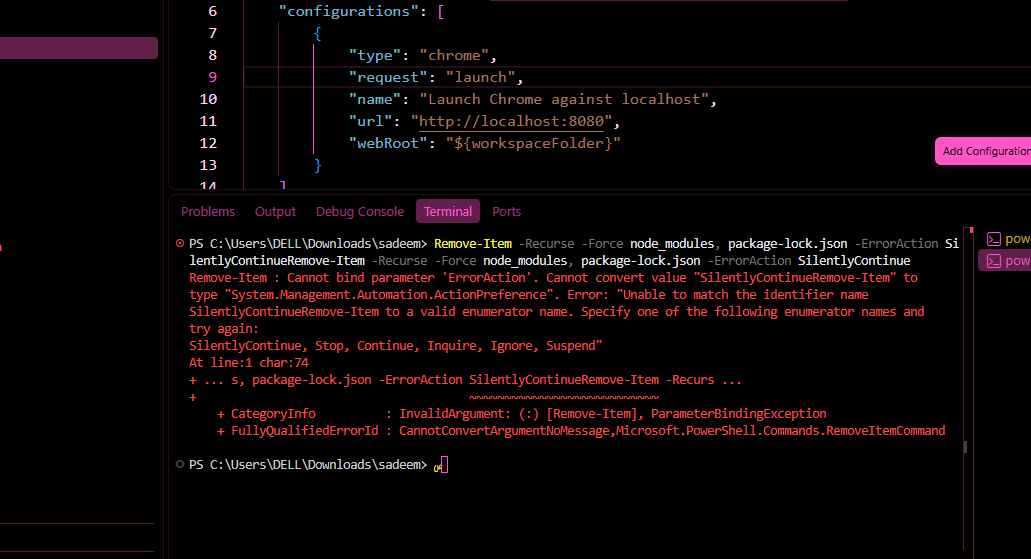 6 "configurations": [
7 {
8 "type": "chrome",
9 "request": "launch",
10 "name": "Launch Chrome against localhost",
11 "url": "http://localhost:8080",
12 "webRoot": "${workspaceFolder}"
13 }
14 ]
Add Configuration
Problems Output Debug Console Terminal Ports
PS C:\Users\DELL\Downloads\sadeem> Remove-Item -Recurse -Force node_modules, package-lock.json -ErrorAction Si
lentlyContinueRemove-Item -Recurse -Force node_modules, package-lock.json -ErrorAction SilentlyContinue
Remove-Item : Cannot bind parameter 'ErrorAction'. Cannot convert value "SilentlyContinueRemove-Item" to
type "System.Management.Automation.ActionPreference". Error: "Unable to match the identifier name
SilentlyContinueRemove-Item to a valid enumerator name. Specify one of the following enumerator names and
try again:
SilentlyContinue, Stop, Continue, Inquire, Ignore, Suspend"
At line:1 char:74
+ ... s, package-lock.json -ErrorAction SilentlyContinueRemove-Item -Recurs ...
+ ~~~~~~~~~~~~~~~~~~~~~~~~~~~
+ CategoryInfo : InvalidArgument: (:) [Remove-Item], ParameterBindingException
+ FullyQualifiedErrorId : CannotConvertArgumentNoMessage,Microsoft.PowerShell.Commands.RemoveItemCommand
PS C:\Users\DELL\Downloads\sadeem>
pow
pow